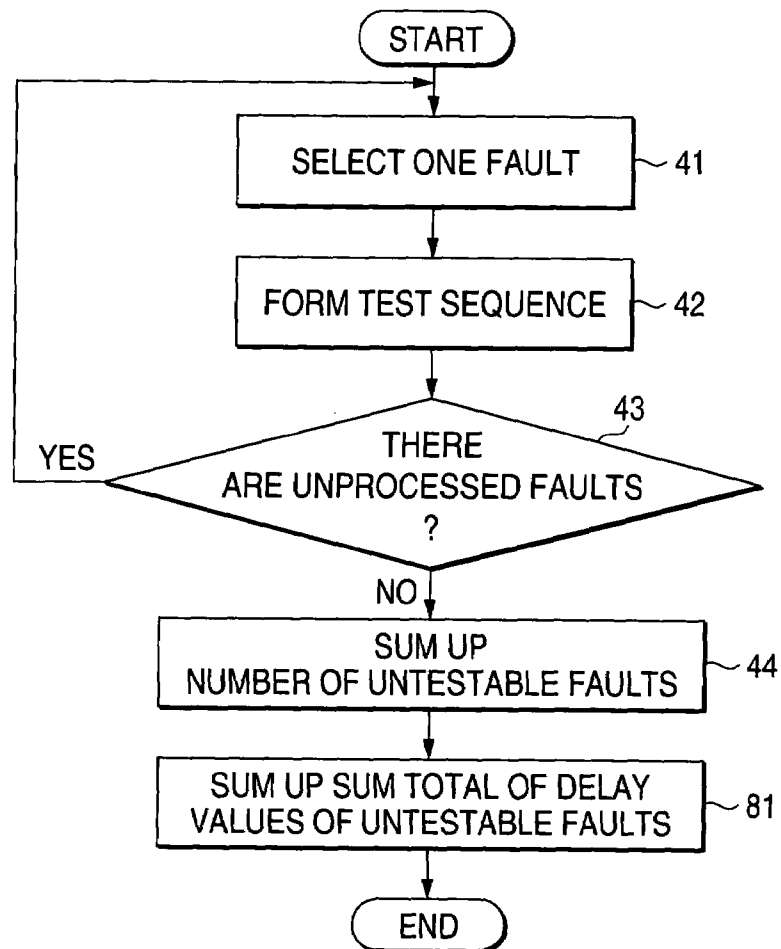 START
SELECT ONE FAULT
41
FORM TEST SEQUENCE
42
43
THERE
ARE UNPROCESSED FAULTS
?
YES
NO
SUM UP
NUMBER OF UNTESTABLE FAULTS
44
SUM UP SUM TOTAL OF DELAY
VALUES OF UNTESTABLE FAULTS
81
END